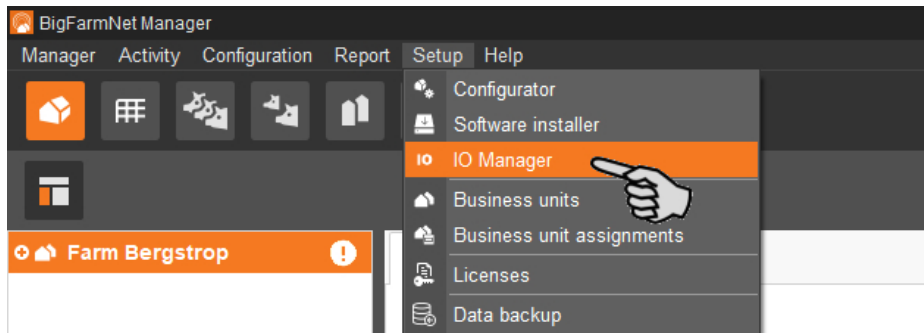 BigFarmNet Manager
Manager Activity Configuration Report Setup Help
Configurator
Software installer
IO IO Manager
Business units
Business unit assignments
Licenses
Data backup
Farm Bergstrop !